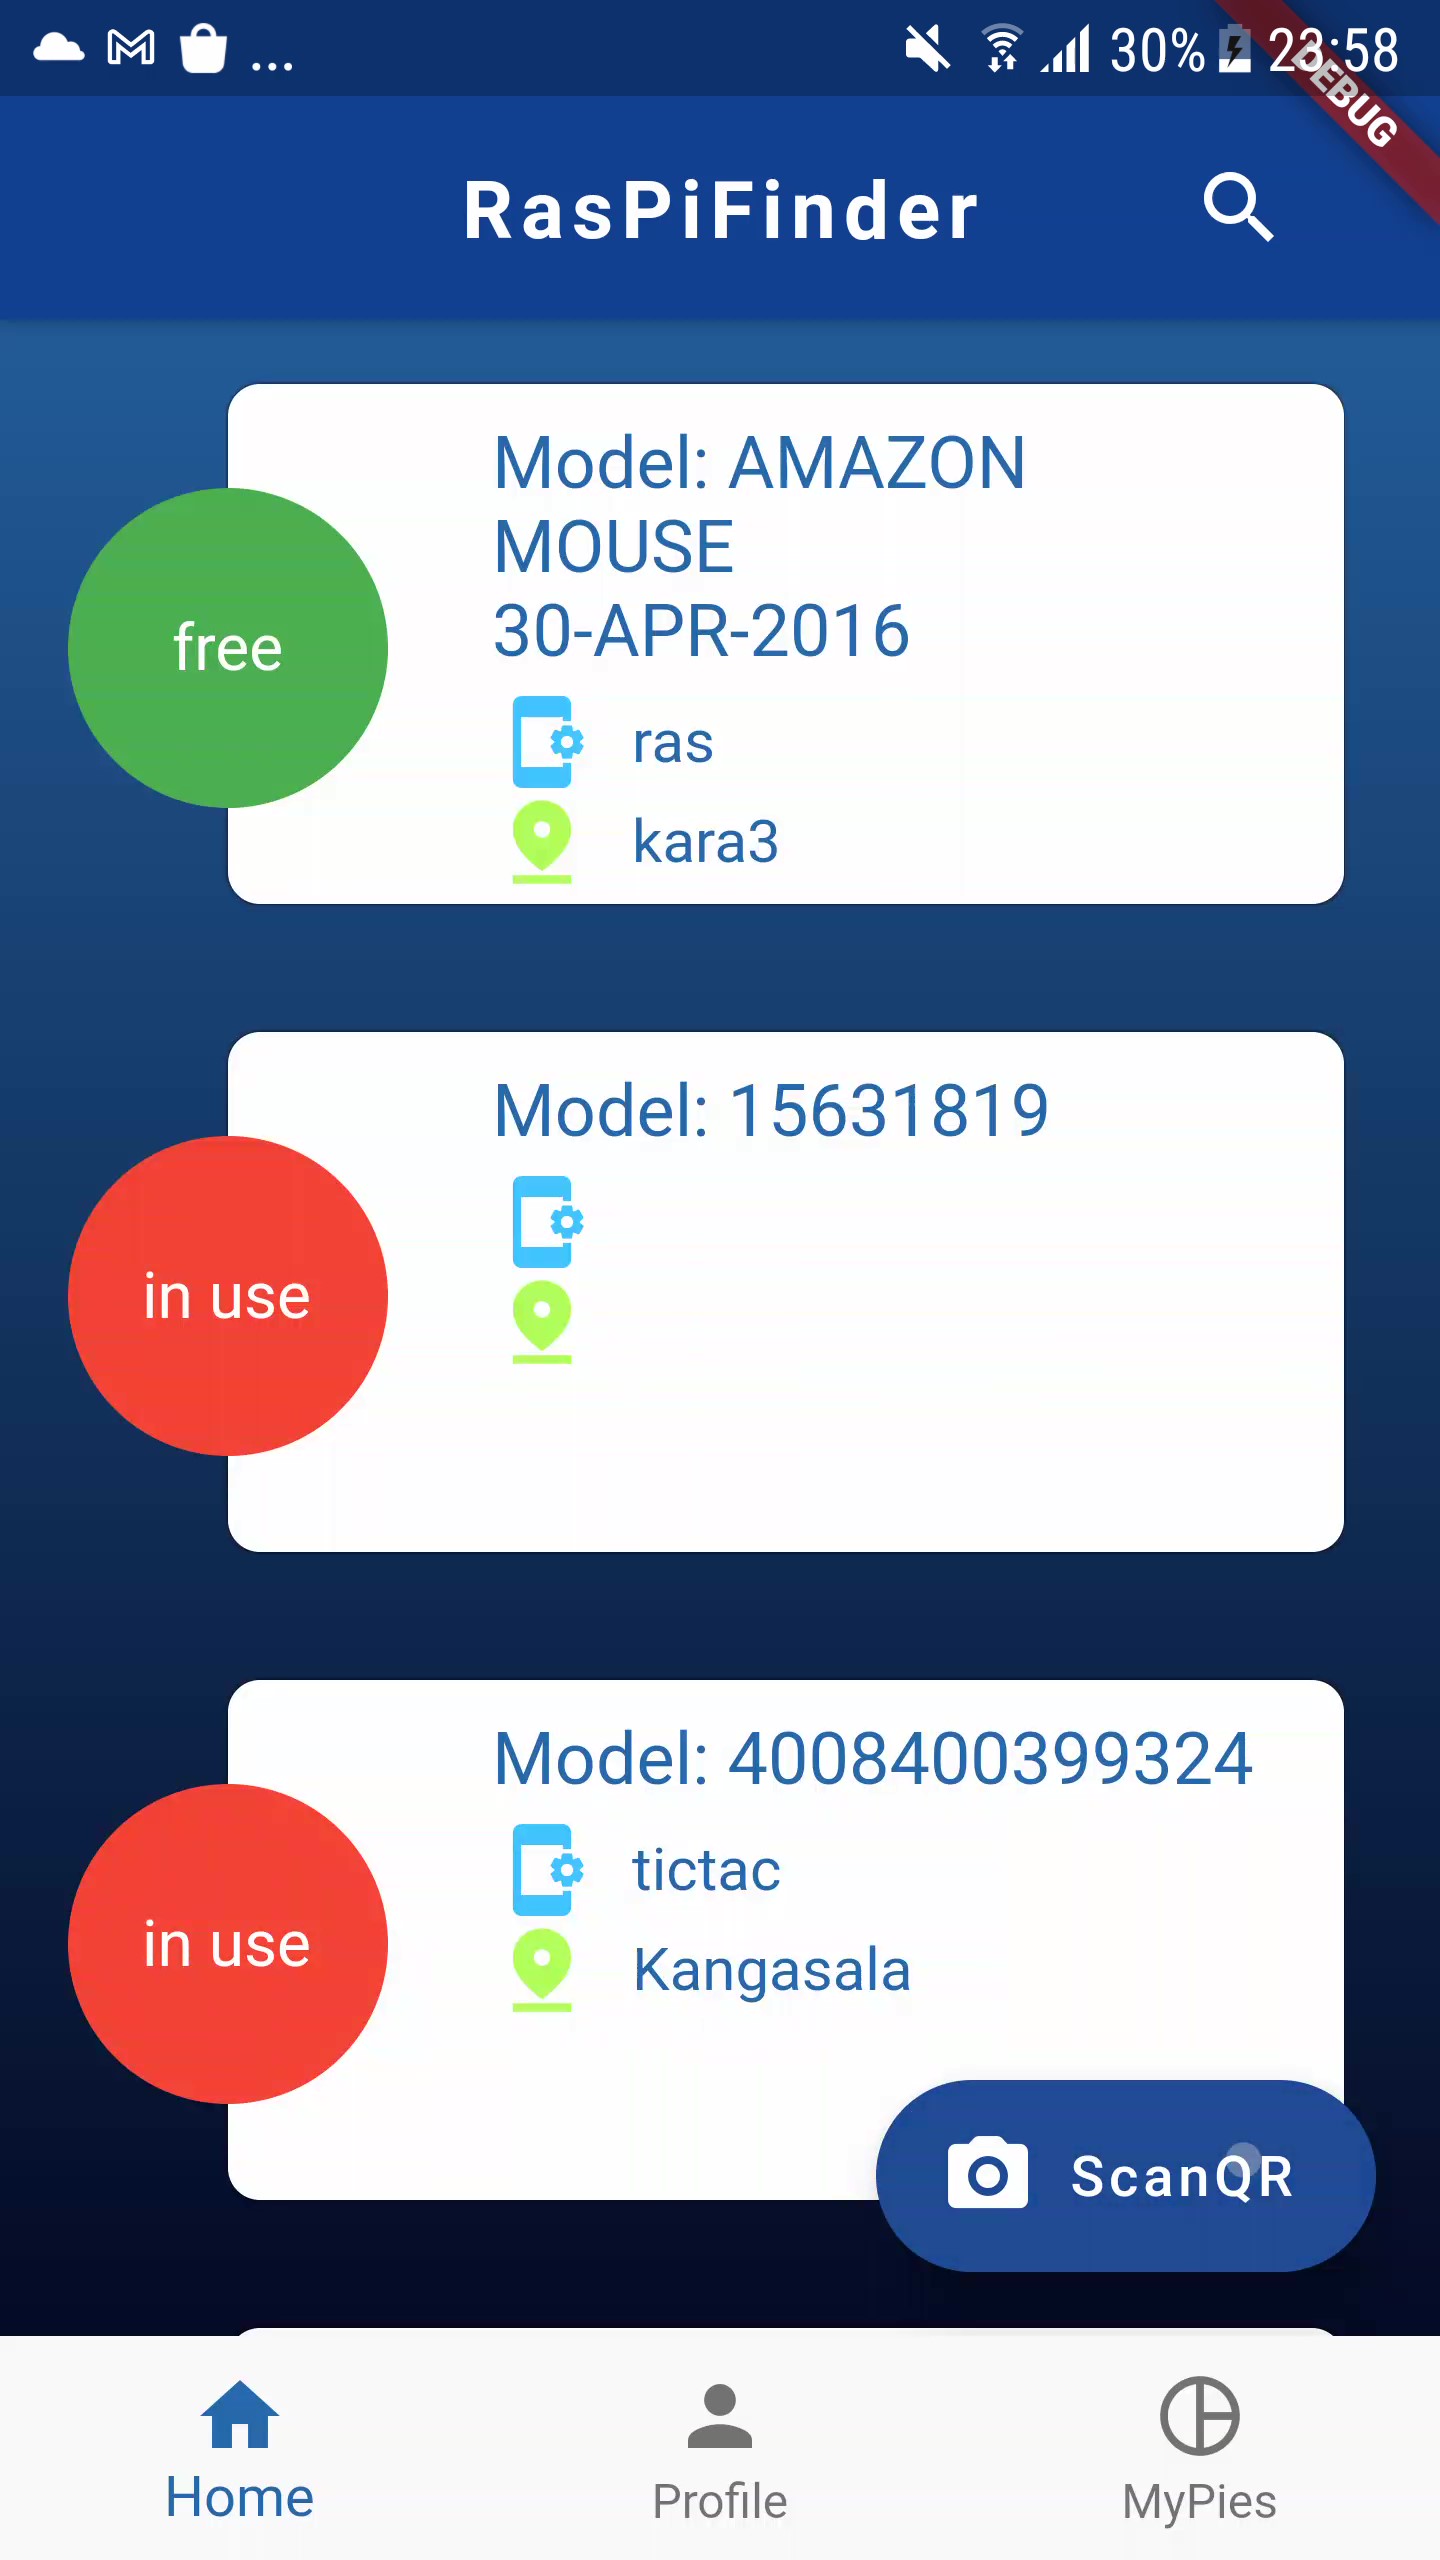 ... 30% 23:58
DEBUG
RasPiFinder
Model: AMAZON
MOUSE
30-APR-2016
free
ras
kara3
Model: 15631819
in use
Model: 4008400399324
tictac
in use
Kangasala
ScanQR
Home Profile MyPies